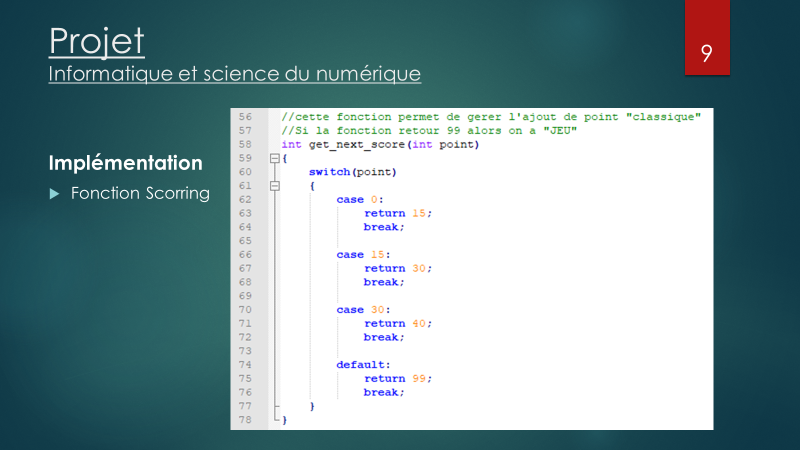 Projet
Informatique et science du numérique
9
Implémentation
Fonction Scorring
56 //cette fonction permet de gerer l'ajout de point "classique"
57 //Si la fonction retour 99 alors on a "JEU"
58 int get_next_score(int point)
59 {
60 switch(point)
61 {
62 case 0:
63 return 15;
64 break;
65
66 case 15:
67 return 30;
68 break;
69
70 case 30:
71 return 40;
72 break;
73
74 default:
75 return 99;
76 break;
77 }
78 }